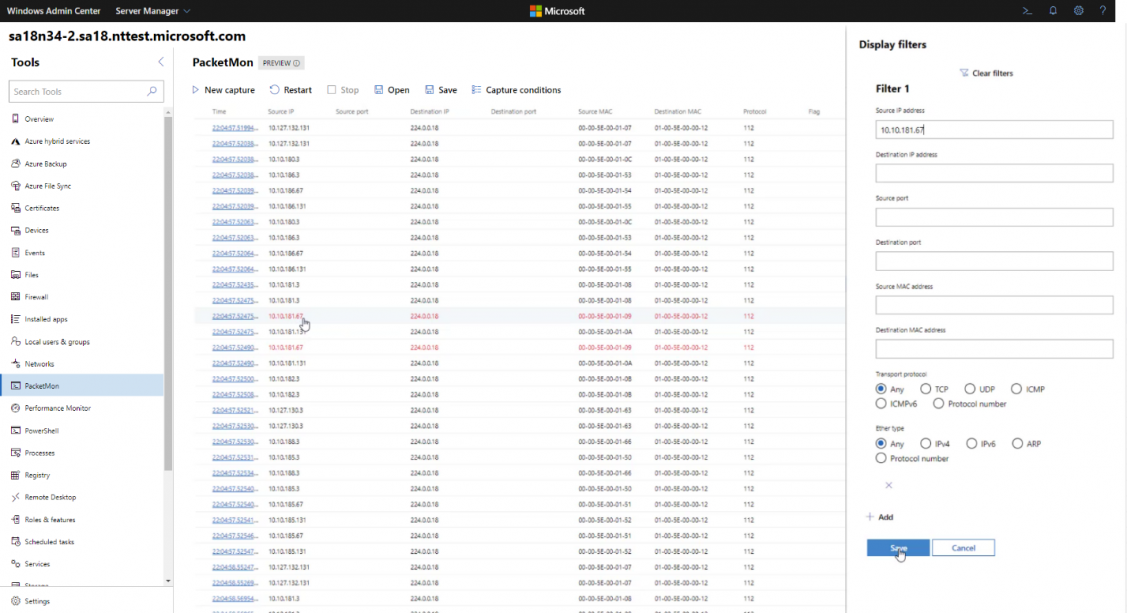 Windows Admin Center Server Manager Microsoft
sa18n34-2.sa18.nttest.microsoft.com
Tools
Search Tools
Overview
Azure hybrid services
Azure Backup
Azure File Sync
Certificates
Devices
Events
Files
Firewall
Installed apps
Local users & groups
Networks
PacketMon
Performance Monitor
PowerShell
Processes
Registry
Remote Desktop
Roles & features
Scheduled tasks
Services
Storage
Settings
PacketMon PREVIEW
New capture Restart Stop Open Save Capture conditions
Time Source IP Source port Destination IP Destination port Source MAC Destination MAC Protocol Flag
22:04:57.51994... 10.127.132.131 224.0.0.18 00-00-5E-00-01-07 01-00-5E-00-00-12 112
22:04:57.52038... 10.127.132.131 224.0.0.18 00-00-5E-00-01-07 01-00-5E-00-00-12 112
22:04:57.52038... 10.10.180.3 224.0.0.18 00-00-5E-00-01-0C 01-00-5E-00-00-12 112
22:04:57.52038... 10.10.186.3 224.0.0.18 00-00-5E-00-01-53 01-00-5E-00-00-12 112
22:04:57.52039... 10.10.186.67 224.0.0.18 00-00-5E-00-01-54 01-00-5E-00-00-12 112
22:04:57.52039... 10.10.186.131 224.0.0.18 00-00-5E-00-01-55 01-00-5E-00-00-12 112
22:04:57.52063... 10.10.180.3 224.0.0.18 00-00-5E-00-01-0C 01-00-5E-00-00-12 112
22:04:57.52063... 10.10.186.3 224.0.0.18 00-00-5E-00-01-53 01-00-5E-00-00-12 112
22:04:57.52064... 10.10.186.67 224.0.0.18 00-00-5E-00-01-54 01-00-5E-00-00-12 112
22:04:57.52064... 10.10.186.131 224.0.0.18 00-00-5E-00-01-55 01-00-5E-00-00-12 112
22:04:57.52435... 10.10.181.3 224.0.0.18 00-00-5E-00-01-08 01-00-5E-00-00-12 112
22:04:57.52475... 10.10.181.3 224.0.0.18 00-00-5E-00-01-08 01-00-5E-00-00-12 112
22:04:57.52475... 10.10.181.67 224.0.0.18 00-00-5E-00-01-09 01-00-5E-00-00-12 112
22:04:57.52475... 10.10.181.131 224.0.0.18 00-00-5E-00-01-0A 01-00-5E-00-00-12 112
22:04:57.52490... 10.10.181.67 224.0.0.18 00-00-5E-00-01-09 01-00-5E-00-00-12 112
22:04:57.52490... 10.10.181.131 224.0.0.18 00-00-5E-00-01-0A 01-00-5E-00-00-12 112
22:04:57.52500... 10.10.182.3 224.0.0.18 00-00-5E-00-01-0B 01-00-5E-00-00-12 112
22:04:57.52508... 10.10.182.3 224.0.0.18 00-00-5E-00-01-0B 01-00-5E-00-00-12 112
22:04:57.52521... 10.127.130.3 224.0.0.18 00-00-5E-00-01-63 01-00-5E-00-00-12 112
22:04:57.52530... 10.127.130.3 224.0.0.18 00-00-5E-00-01-63 01-00-5E-00-00-12 112
22:04:57.52530... 10.10.188.3 224.0.0.18 00-00-5E-00-01-66 01-00-5E-00-00-12 112
22:04:57.52531... 10.10.185.3 224.0.0.18 00-00-5E-00-01-50 01-00-5E-00-00-12 112
22:04:57.52534... 10.10.188.3 224.0.0.18 00-00-5E-00-01-66 01-00-5E-00-00-12 112
22:04:57.52540... 10.10.185.3 224.0.0.18 00-00-5E-00-01-50 01-00-5E-00-00-12 112
22:04:57.52540... 10.10.185.67 224.0.0.18 00-00-5E-00-01-51 01-00-5E-00-00-12 112
22:04:57.52541... 10.10.185.131 224.0.0.18 00-00-5E-00-01-52 01-00-5E-00-00-12 112
22:04:57.52546... 10.10.185.67 224.0.0.18 00-00-5E-00-01-51 01-00-5E-00-00-12 112
22:04:57.52547... 10.10.185.131 224.0.0.18 00-00-5E-00-01-52 01-00-5E-00-00-12 112
22:04:58.55247... 10.127.132.131 224.0.0.18 00-00-5E-00-01-07 01-00-5E-00-00-12 112
22:04:58.55269... 10.127.132.131 224.0.0.18 00-00-5E-00-01-07 01-00-5E-00-00-12 112
22:04:58.56954... 10.10.181.3 224.0.0.18 00-00-5E-00-01-08 01-00-5E-00-00-12 112
Display filters
Clear filters
Filter 1
Source IP address
10.10.181.67
Destination IP address
Source port
Destination port
Source MAC address
Destination MAC address
Transport protocol
Any TCP UDP ICMP
ICMPv6 Protocol number
Ether type
Any IPv4 IPv6 ARP
Protocol number
Add
Save Cancel